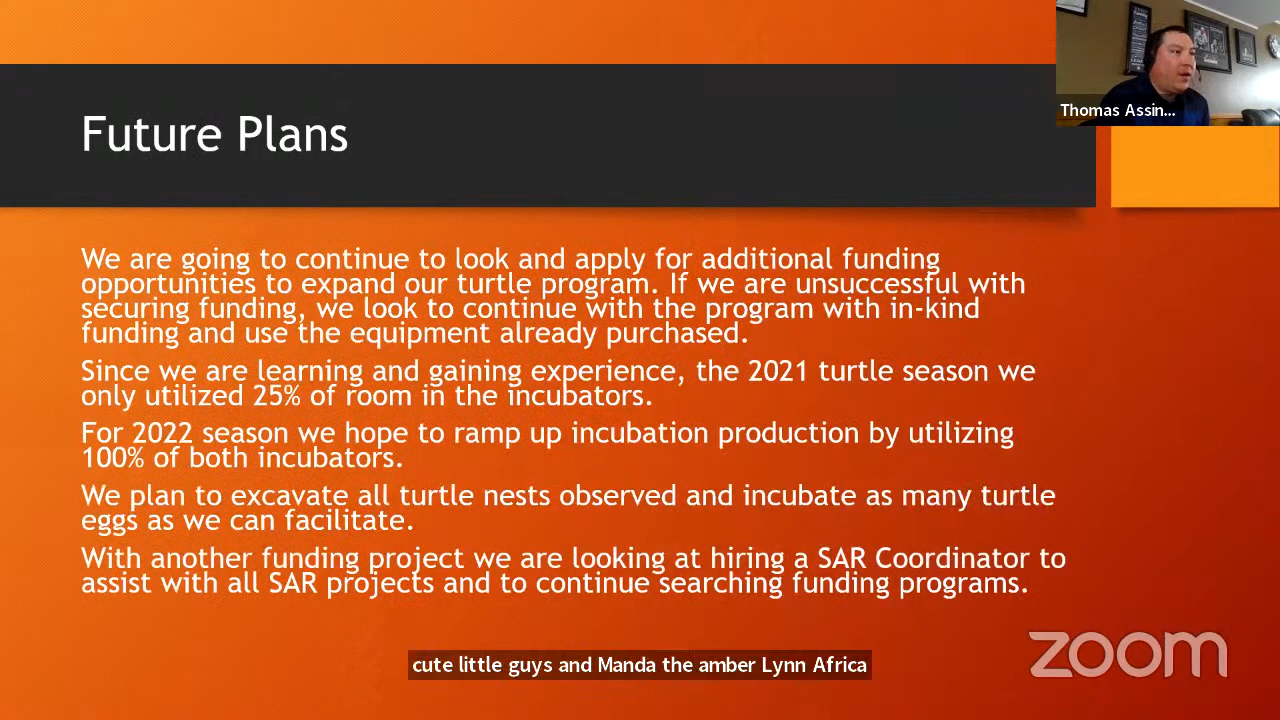 Thomas Assin...
Future Plans
We are going to continue to look and apply for additional funding
opportunities to expand our turtle program. If we are unsuccessful with
securing funding, we look to continue with the program with in-kind
funding and use the equipment already purchased.
Since we are learning and gaining experience, the 2021 turtle season we
only utilized 25% of room in the incubators.
For 2022 season we hope to ramp up incubation production by utilizing
100% of both incubators.
We plan to excavate all turtle nests observed and incubate as many turtle
eggs as we can facilitate.
With another funding project we are looking at hiring a SAR Coordinator to
assist with all SAR projects and to continue searching funding programs.
zoom
cute little guys and Manda the amber Lynn Africa